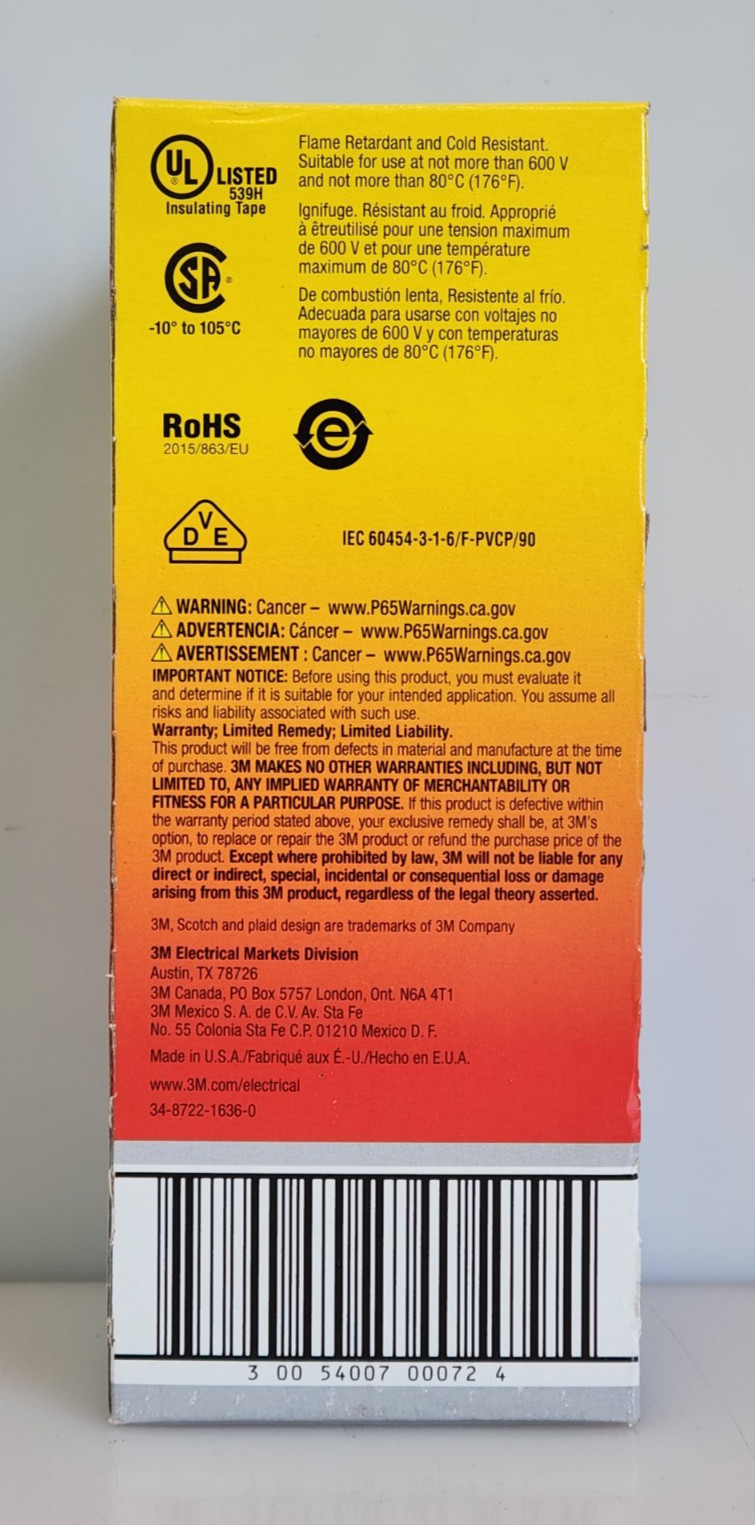 UL
LISTED
539H
Insulating Tape
Flame Retardant and Cold Resistant.
Suitable for use at not more than 600 V
and not more than 80°C (176°F).
Ignifuge. Résistant au froid. Approprié
à êtreutilisé pour une tension maximum
de 600 V et pour une température
maximum de 80°C (176°F).
De combustión lenta, Resistente al frío.
Adecuada para usarse con voltajes no
mayores de 600 V y con temperaturas
no mayores de 80°C (176°F).
SA®
-10° to 105°C
RoHS
2015/863/EU
e
DVE
IEC 60454-3-1-6/F-PVCP/90
WARNING: Cancer – www.P65Warnings.ca.gov
ADVERTENCIA: Cáncer – www.P65Warnings.ca.gov
AVERTISSEMENT : Cancer – www.P65Warnings.ca.gov
IMPORTANT NOTICE: Before using this product, you must evaluate it
and determine if it is suitable for your intended application. You assume all
risks and liability associated with such use.
Warranty; Limited Remedy; Limited Liability.
This product will be free from defects in material and manufacture at the time
of purchase. 3M MAKES NO OTHER WARRANTIES INCLUDING, BUT NOT
LIMITED TO, ANY IMPLIED WARRANTY OF MERCHANTABILITY OR
FITNESS FOR A PARTICULAR PURPOSE. If this product is defective within
the warranty period stated above, your exclusive remedy shall be, at 3M's
option, to replace or repair the 3M product or refund the purchase price of the
3M product. Except where prohibited by law, 3M will not be liable for any
direct or indirect, special, incidental or consequential loss or damage
arising from this 3M product, regardless of the legal theory asserted.
3M, Scotch and plaid design are trademarks of 3M Company
3M Electrical Markets Division
Austin, TX 78726
3M Canada, PO Box 5757 London, Ont. N6A 4T1
3M Mexico S. A. de C.V. Av. Sta Fe
No. 55 Colonia Sta Fe C.P. 01210 Mexico D. F.
Made in U.S.A./Fabriqué aux É.-U./Hecho en E.U.A.
www.3M.com/electrical
34-8722-1636-0
3 00 54007 00072 4